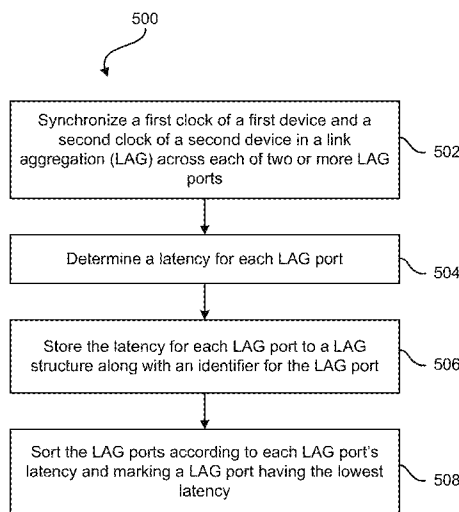 500
Synchronize a first clock of a first device and a
second clock of a second device in a link
aggregation (LAG) across each of two or more LAG
ports
502
Determine a latency for each LAG port
504
Store the latency for each LAG port to a LAG
structure along with an identifier for the LAG port
506
Sort the LAG ports according to each LAG port's
latency and marking a LAG port having the lowest
latency
508